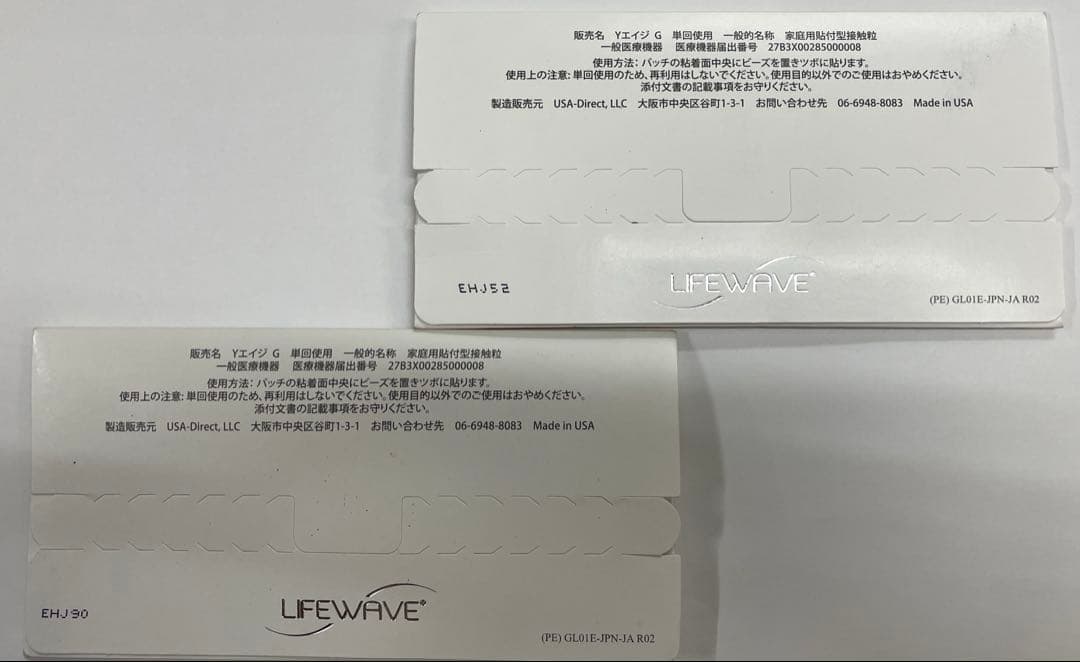 販売名 Yエイジ G 単回使用 一般的名称 家庭用貼付型接触粒
一般医療機器 医療機器届出番号 27B3X00285000008
使用方法：パッチの粘着面中央にビーズを置きツボに貼ります。
使用上の注意：単回使用のため、再利用はしないでください。使用目的以外でのご使用はおやめください。
添付文書の記載事項をお守りください。
製造販売元 USA-Direct, LLC 大阪市中央区谷町1-3-1 お問い合わせ先 06-6948-8083 Made in USA
EHJ52
LIFEWAVE®
(PE) GL01E-JPN-JA R02
販売名 Yエイジ G 単回使用 一般的名称 家庭用貼付型接触粒
一般医療機器 医療機器届出番号 27B3X00285000008
使用方法：パッチの粘着面中央にビーズを置きツボに貼ります。
使用上の注意：単回使用のため、再利用はしないでください。使用目的以外でのご使用はおやめください。
添付文書の記載事項をお守りください。
製造販売元 USA-Direct, LLC 大阪市中央区谷町1-3-1 お問い合わせ先 06-6948-8083 Made in USA
EHJ90
LIFEWAVE®
(PE) GL01E-JPN-JA R02